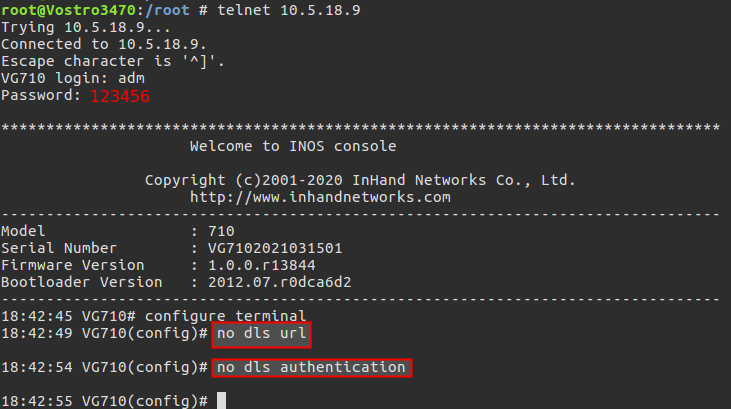 root@Vostro3470:/root # telnet 10.5.18.9
Trying 10.5.18.9...
Connected to 10.5.18.9.
Escape character is '^]'.
VG710 login: adm
Password: 123456
********************************************************************************
Welcome to INOS console
Copyright (c)2001-2020 InHand Networks Co., Ltd.
http://www.inhandnetworks.com
--------------------------------------------------------------------------------
Model : 710
Serial Number : VG7102021031501
Firmware Version : 1.0.0.r13844
Bootloader Version : 2012.07.r0dca6d2
--------------------------------------------------------------------------------
18:42:45 VG710# configure terminal
18:42:49 VG710(config)# no dls url
18:42:54 VG710(config)# no dls authentication
18:42:55 VG710(config)#